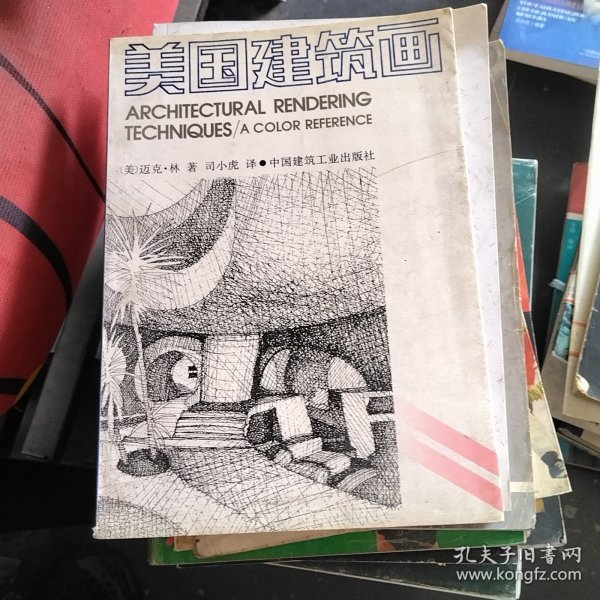 美国建筑画
ARCHITECTURAL RENDERING
TECHNIQUES/A COLOR REFERENCE
(美)迈克·林 著 司小虎 译●中国建筑工业出版社
孔夫子旧书网
www.kongfz.com